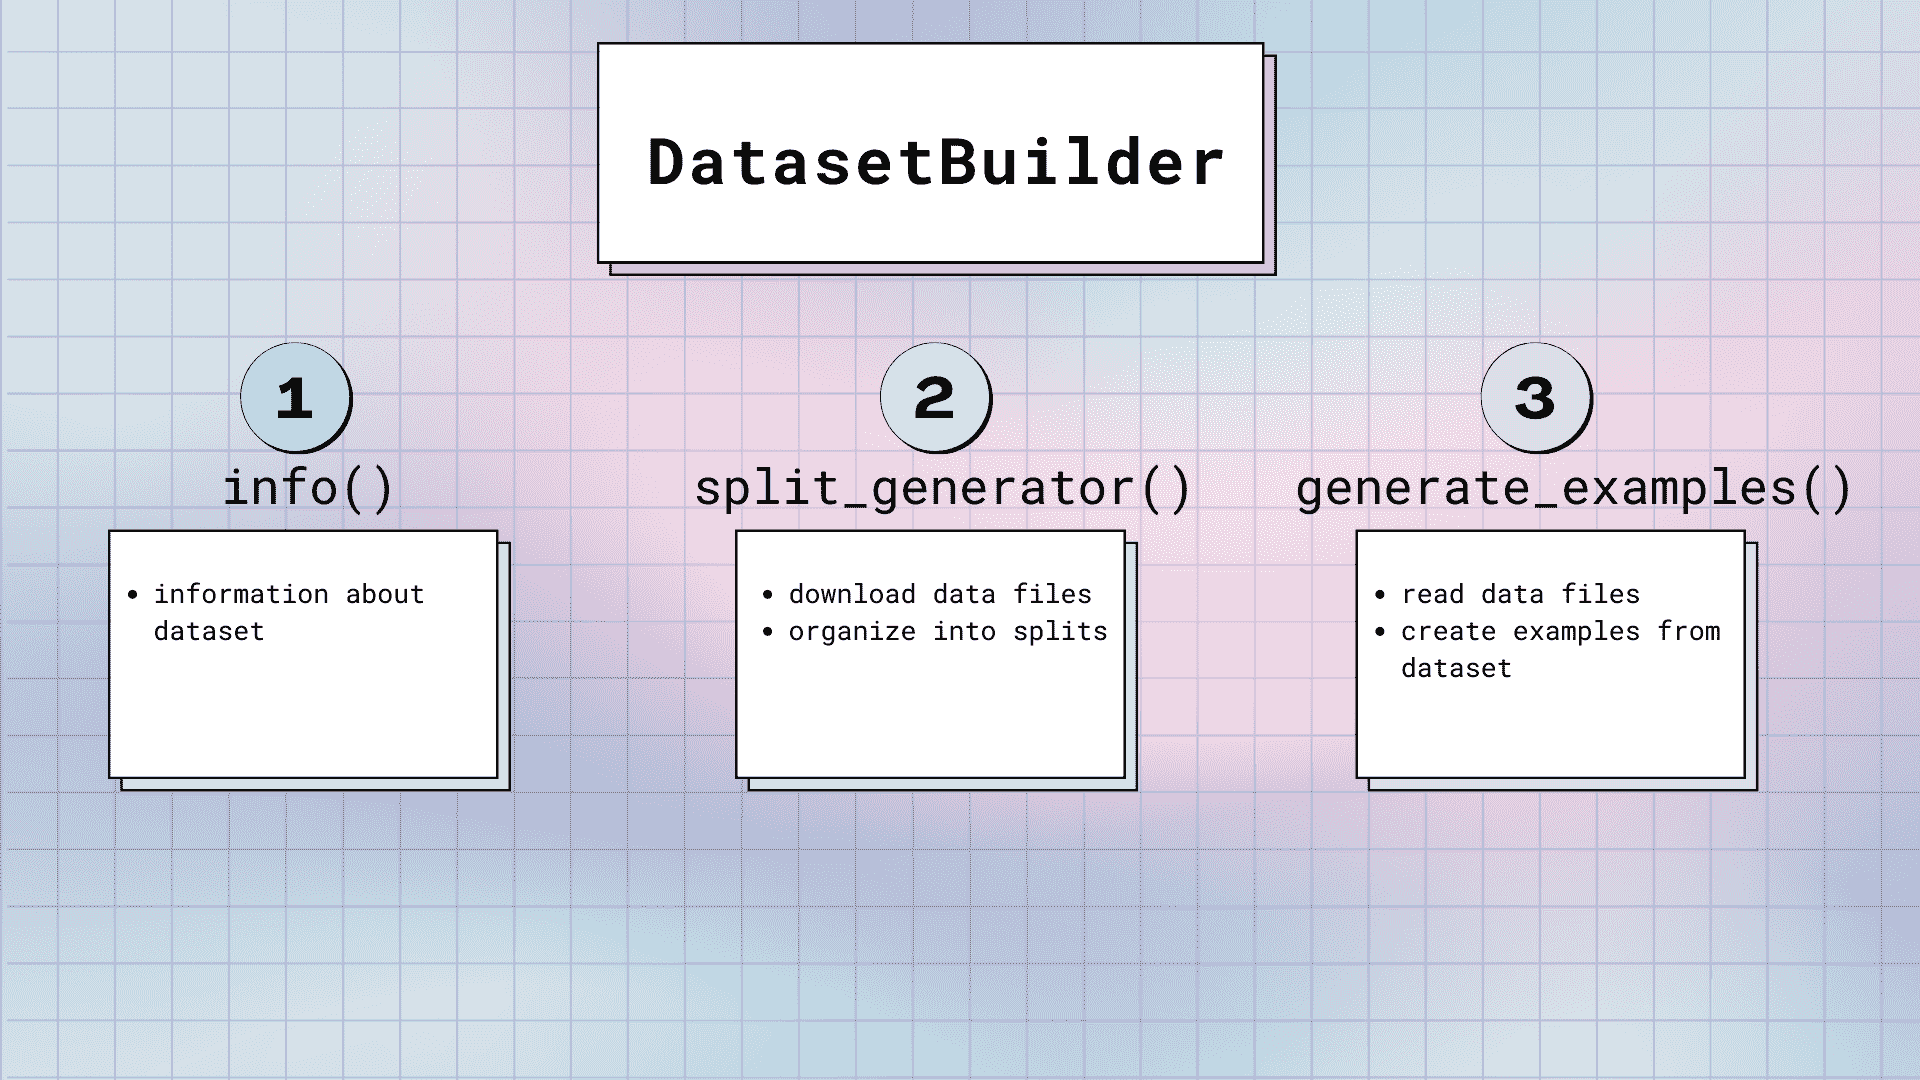 DatasetBuilder
1
info()
• information about
dataset
2
split_generator()
• download data files
• organize into splits
3
generate_examples()
• read data files
• create examples from
dataset